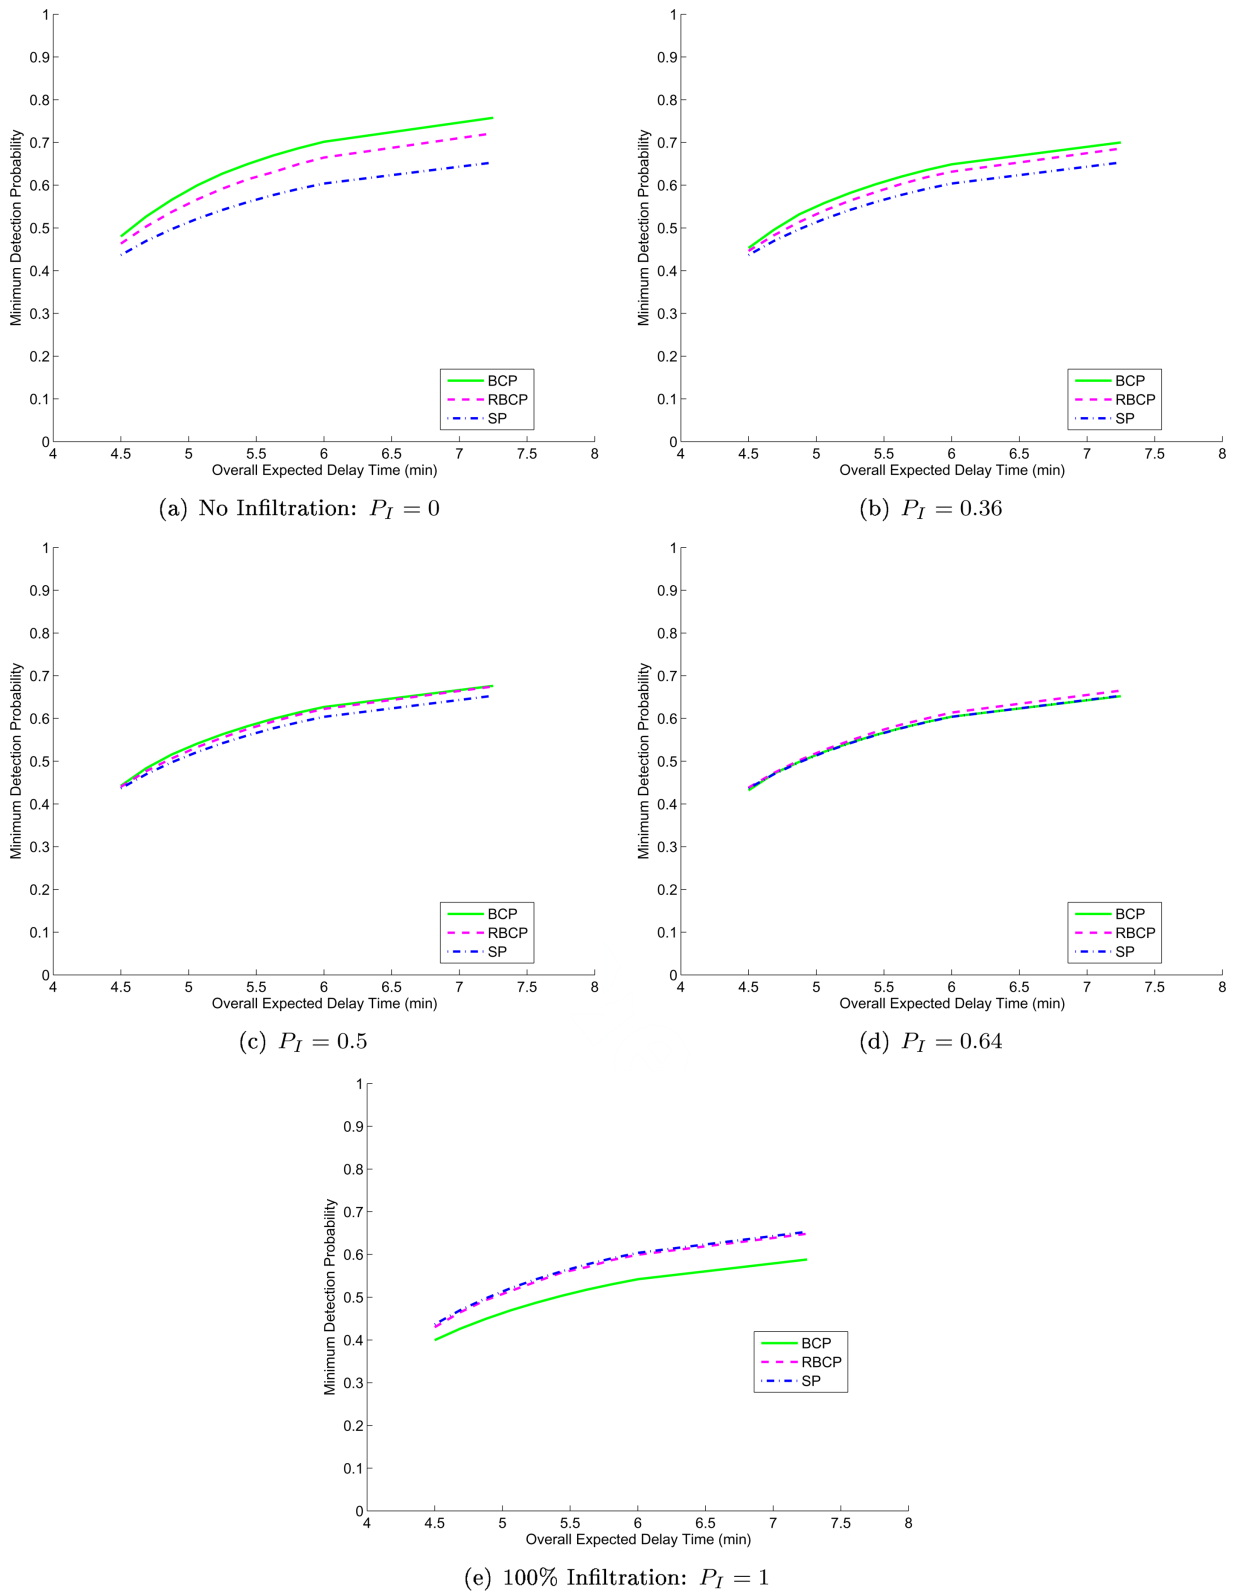 1
0.9
0.8
0.7
0.6
0.5
0.4
0.3
0.2
0.1
0
Minimum Detection Probability
4 4.5 5 5.5 6 6.5 7 7.5 8
Overall Expected Delay Time (min)
BCP
RBCP
SP
(a) No Infiltration: P_I = 0
1
0.9
0.8
0.7
0.6
0.5
0.4
0.3
0.2
0.1
0
Minimum Detection Probability
4 4.5 5 5.5 6 6.5 7 7.5 8
Overall Expected Delay Time (min)
BCP
RBCP
SP
(b) P_I = 0.36
1
0.9
0.8
0.7
0.6
0.5
0.4
0.3
0.2
0.1
0
Minimum Detection Probability
4 4.5 5 5.5 6 6.5 7 7.5 8
Overall Expected Delay Time (min)
BCP
RBCP
SP
(c) P_I = 0.5
1
0.9
0.8
0.7
0.6
0.5
0.4
0.3
0.2
0.1
0
Minimum Detection Probability
4 4.5 5 5.5 6 6.5 7 7.5 8
Overall Expected Delay Time (min)
BCP
RBCP
SP
(d) P_I = 0.64
1
0.9
0.8
0.7
0.6
0.5
0.4
0.3
0.2
0.1
0
Minimum Detection Probability
4 4.5 5 5.5 6 6.5 7 7.5 8
Overall Expected Delay Time (min)
BCP
RBCP
SP
(e) 100% Infiltration: P_I = 1